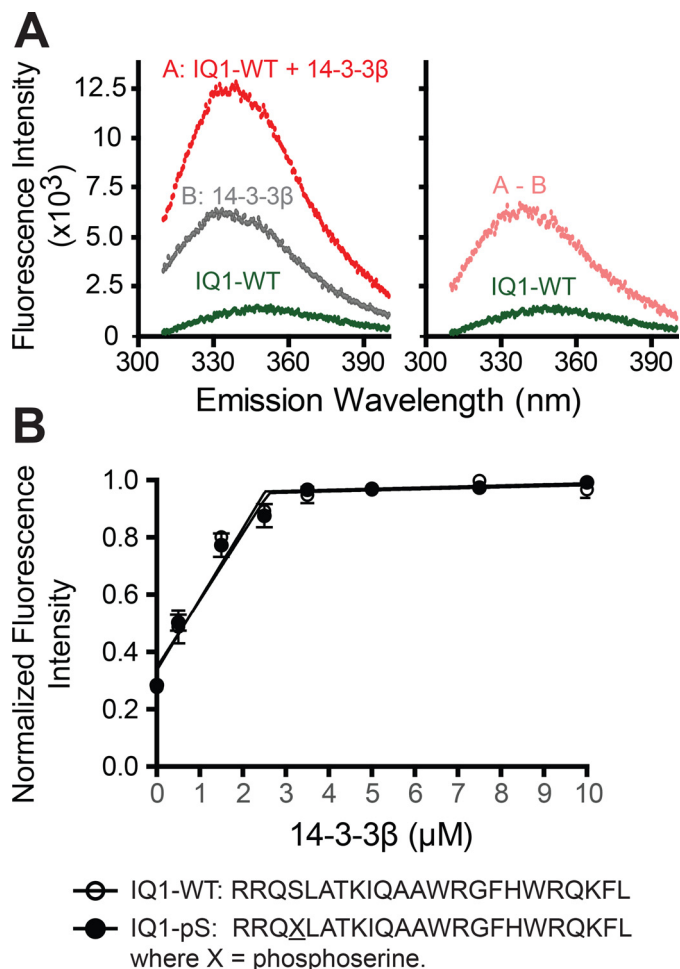 A
A: IQ1-WT + 14-3-3β
B: 14-3-3β
IQ1-WT
A - B
IQ1-WT
Fluorescence Intensity
(x10³)
12.5
10
7.5
5.0
2.5
0
300 330 360 390 300 330 360 390
Emission Wavelength (nm)
B
Normalized Fluorescence
Intensity
1.0
0.8
0.6
0.4
0.2
0.0
0 1 2 3 4 5 6 7 8 9 10
14-3-3β (µM)
IQ1-WT: RRQSLATKIQAAWRGFHWRQKFL
IQ1-pS: RRQXLATKIQAAWRGFHWRQKFL
where X = phosphoserine.